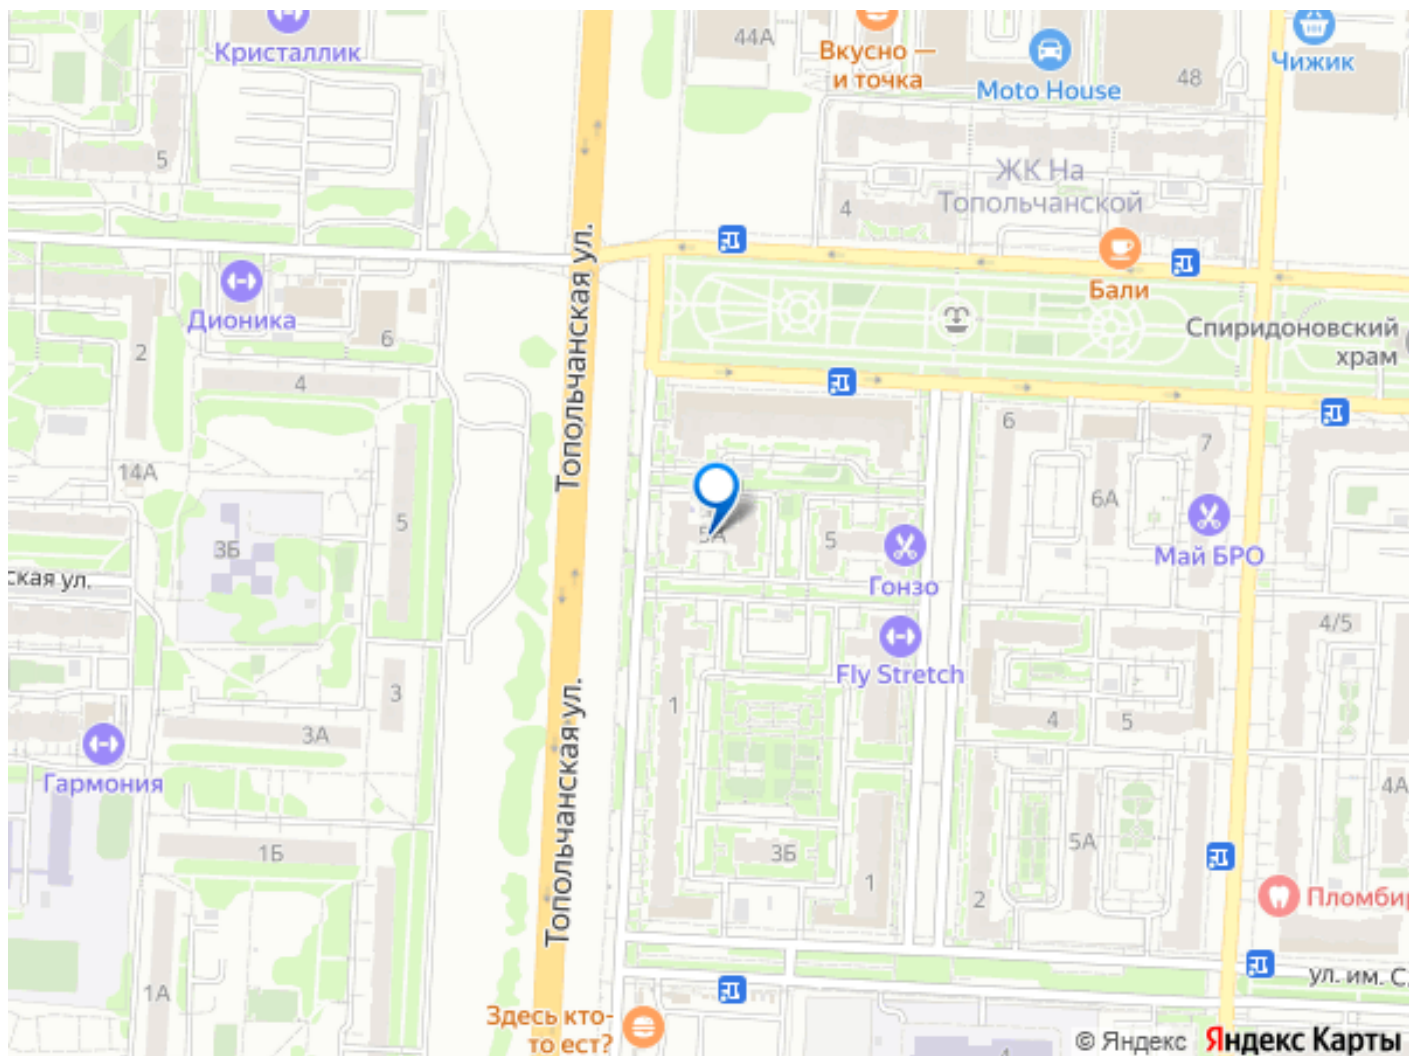 Кристаллик
44А
Вкусно —
и точка
Moto House
48
Чижик
5
ЖК На
Топольчанской
4
Топольчанская ул.
Дионика
Бали
Спиридоновский
храм
2
6
4
6
7
14А
5
3Б
5А
5
6А
Гонзо
Май БРО
ская ул.
Fly Stretch
4/5
3
1
4
5
3А
Гармония
Топольчанская ул.
4А
1Б
3Б
5А
1
2
Пломбир
1А
ул. им. С.
Здесь кто-
то ест?
4
© Яндекс
Яндекс Карты